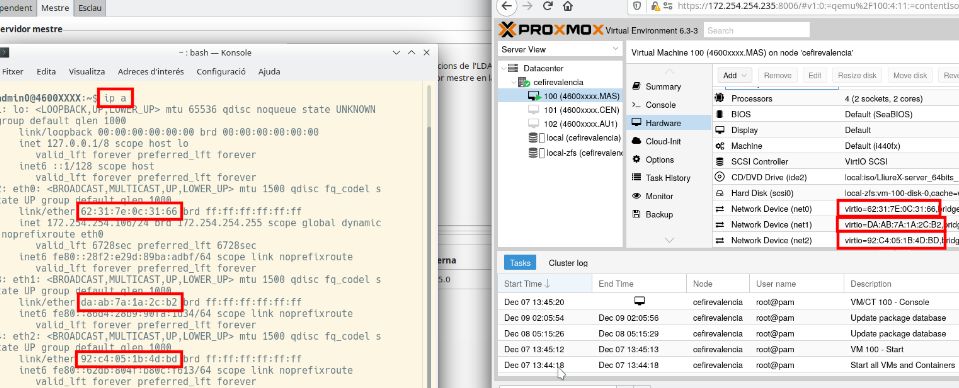 ependent Mestre Esclau
ervidor mestre
~ : bash — Konsole
Fitxer Edita Visualitza Adreces d'interés Configuració Ajuda
cions de l'LDA
or mestre en la
admin0@4600XXXX:~$ ip a
1: lo: <LOOPBACK,UP,LOWER_UP> mtu 65536 qdisc noqueue state UNKNOWN
group default qlen 1000
link/loopback 00:00:00:00:00:00 brd 00:00:00:00:00:00
inet 127.0.0.1/8 scope host lo
valid_lft forever preferred_lft forever
inet6 ::1/128 scope host
valid_lft forever preferred_lft forever
2: eth0: <BROADCAST,MULTICAST,UP,LOWER_UP> mtu 1500 qdisc fq_codel s
tate UP group default qlen 1000
link/ether 62:31:7e:0c:31:66 brd ff:ff:ff:ff:ff:ff
inet 172.254.254.106/24 brd 172.254.254.255 scope global dynamic
noprefixroute eth0
valid_lft 6728sec preferred_lft 6728sec
inet6 fe80::28f2:e29d:89ba:adbf/64 scope link noprefixroute
valid_lft forever preferred_lft forever
3: eth1: <BROADCAST,MULTICAST,UP,LOWER_UP> mtu 1500 qdisc fq_codel s
tate UP group default qlen 1000
link/ether da:ab:7a:1a:2c:b2 brd ff:ff:ff:ff:ff:ff
scope link noprefixroute
valid_lft forever preferred_lft forever
4: eth2: <BROADCAST,MULTICAST,UP,LOWER_UP> mtu 1500 qdisc fq_codel s
tate UP group default qlen 1000
link/ether 92:c4:05:1b:4d:bd brd ff:ff:ff:ff:ff:ff
scope link noprefixroute
valid_lft forever preferred_lft forever
erna
5.0
https://172.254.254.235:8006/#v1:0:=qemu%2F100:4:11:=contentIso
PROXMOX Virtual Environment 6.3-3 Search
Server View
Datacenter
cefirevalencia
100 (4600xxxx.MAS)
101 (4600xxxx.CEN)
102 (4600xxxx.AU1)
local (cefirevalenci
local-zfs (cefirevalenc
Virtual Machine 100 (4600xxxx.MAS) on node 'cefirevalencia'
Summary
Console
Hardware
Cloud-Init
Options
Task History
Monitor
Backup
Add Remove Edit Resize disk Move disk Reve
Processors 4 (2 sockets, 2 cores)
BIOS Default (SeaBIOS)
Display Default
Machine Default (i440fx)
SCSI Controller VirtIO SCSI
CD/DVD Drive (ide2) local:iso/LliureX-server_64bits_
Hard Disk (scsi0) local-zfs:vm-100-disk-0,cache=
Network Device (net0) virtio=62:31:7E:0C:31:66,bridge
Network Device (net1) virtio=DA:AB:7A:1A:2C:B2,bridg
Network Device (net2) virtio=92:C4:05:1B:4D:BD,bridg
Tasks Cluster log
Start Time End Time Node User name Description
Dec 07 13:45:20 cefirevalencia root@pam VM/CT 100 - Console
Dec 09 02:05:54 Dec 09 02:05:56 cefirevalencia root@pam Update package database
Dec 08 05:15:26 Dec 08 05:15:29 cefirevalencia root@pam Update package database
Dec 07 13:45:12 Dec 07 13:45:13 cefirevalencia root@pam VM 100 - Start
Dec 07 13:44:18 Dec 07 13:44:18 cefirevalencia root@pam Start all VMs and Containers